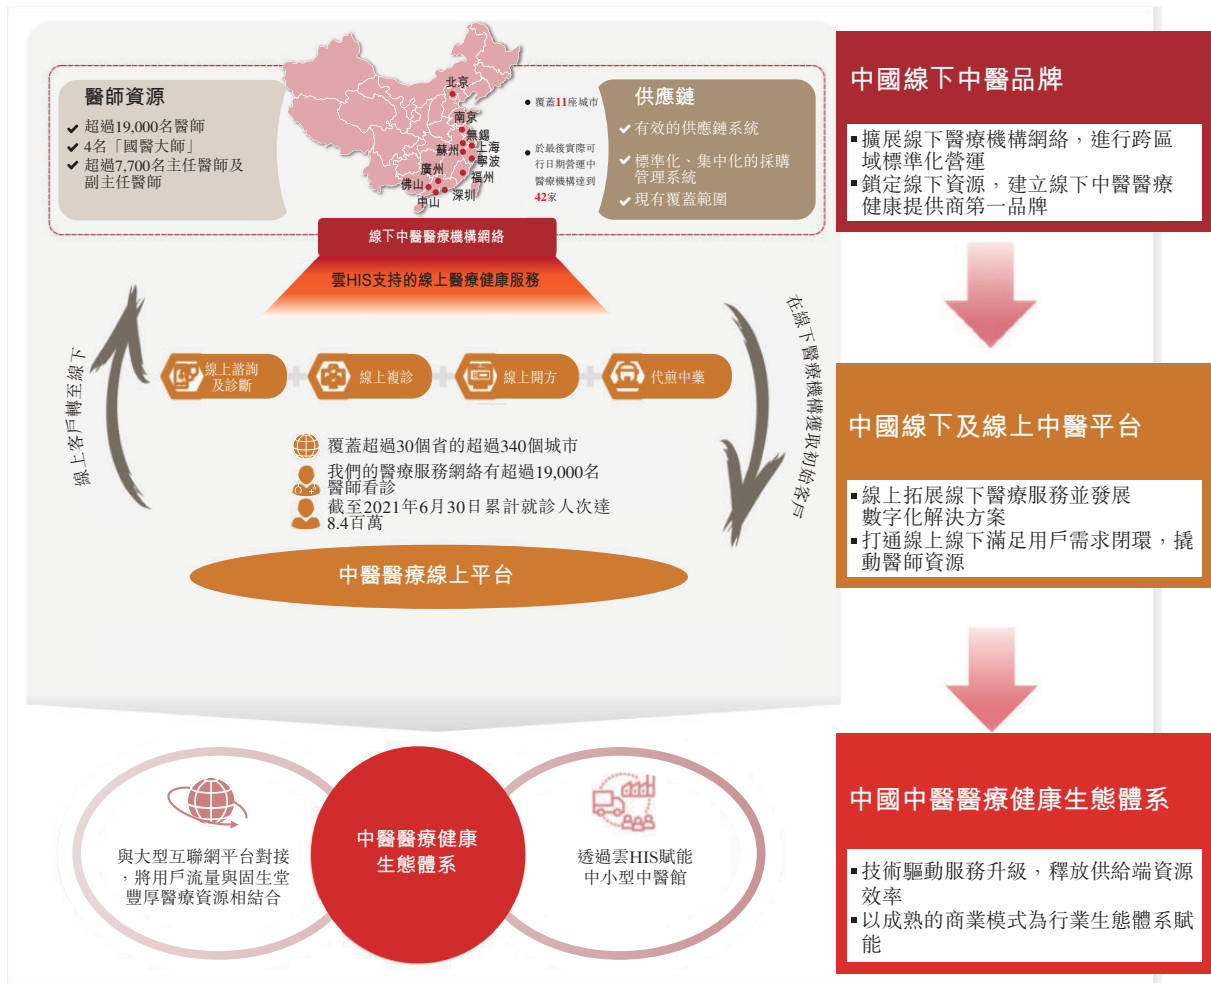 醫師資源
超過19,000名醫師
4名「國醫大師」
超過7,700名主任醫師及
副主任醫師
北京
南京
無錫
蘇州
上海
寧波
廣州
福州
佛山
深圳
中山
● 覆蓋11座城市
● 於最後實際可
行日期營運中
醫療機構達到
42家
供應鏈
有效的供應鏈系統
標準化、集中化的採購
管理系統
現有覆蓋範圍
線下中醫醫療機構網絡
雲HIS支持的線上醫療健康服務
線上客戶轉至線下
在線下醫療機構獲取初始客戶
線上諮詢
及診斷
線上複診
線上開方
代煎中藥
覆蓋超過30個省的超過340個城市
我們的醫療服務網絡有超過19,000名
醫師看診
截至2021年6月30日累計就診人次達
8.4百萬
中醫醫療線上平台
與大型互聯網平台對接
，將用戶流量與固生堂
豐厚醫療資源相結合
中醫醫療健康
生態體系
透過雲HIS賦能
中小型中醫館
中國線下中醫品牌
▪擴展線下醫療機構網絡，進行跨區
域標準化營運
▪鎖定線下資源，建立線下中醫醫療
健康提供商第一品牌
中國線下及線上中醫平台
▪線上拓展線下醫療服務並發展
數字化解決方案
▪打通線上線下滿足用戶需求閉環，撬
動醫師資源
中國中醫醫療健康生態體系
▪技術驅動服務升級，釋放供給端資源
效率
▪以成熟的商業模式為行業生態體系賦
能